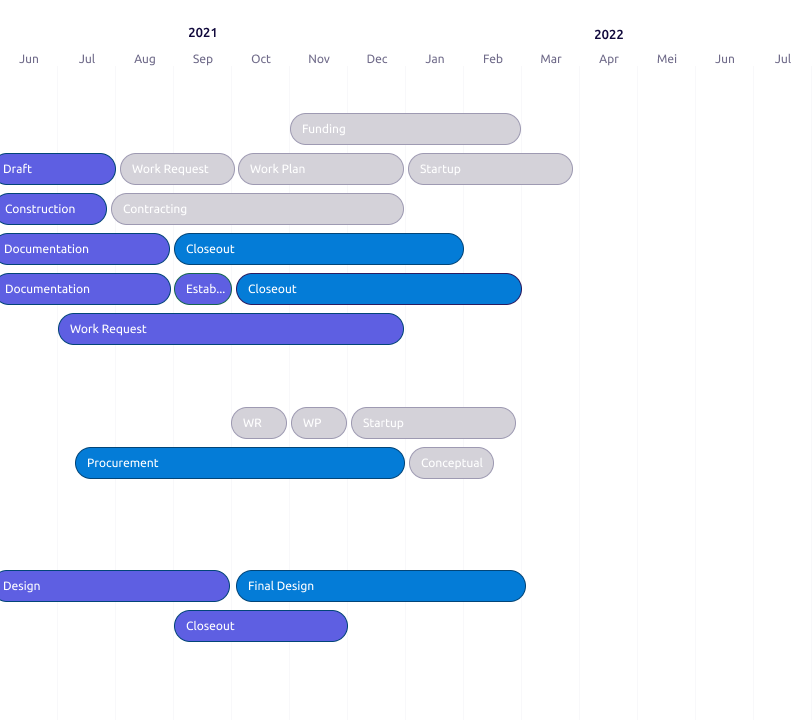 2021 2022
Jun Jul Aug Sep Oct Nov Dec Jan Feb Mar Apr Mei Jun Jul
Funding
Draft Work Request Work Plan Startup
Construction Contracting
Documentation Closeout
Documentation Estab... Closeout
Work Request
WR WP Startup
Procurement Conceptual
Design Final Design
Closeout